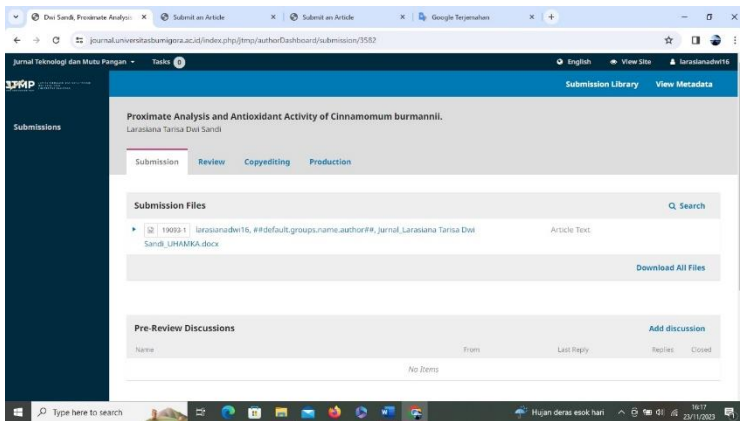 Dwi Sandi, Proximate Analysis
Submit an Article
Submit an Article
Google Terjemahan
journal.universitasbumigora.ac.id/index.php/jtmp/authorDashboard/submission/3582
Jurnal Teknologi dan Mutu Pangan
Tasks 0
English
View Site
larasianadwi16
JTMP
Submission Library
View Metadata
Submissions
Proximate Analysis and Antioxidant Activity of Cinnamomum burmannii.
Larasiana Tarisa Dwi Sandi
Submission
Review
Copyediting
Production
Submission Files
Search
19093-1 larasianadwi16, ##default.groups.name.author##, Jurnal_Larasiana Tarisa Dwi
Article Text
Sandi_UHAMKA.docx
Download All Files
Pre-Review Discussions
Add discussion
Name
From
Last Reply
Replies
Closed
No Items
Type here to search
Hujan deras esok hari
16:17
23/11/2023